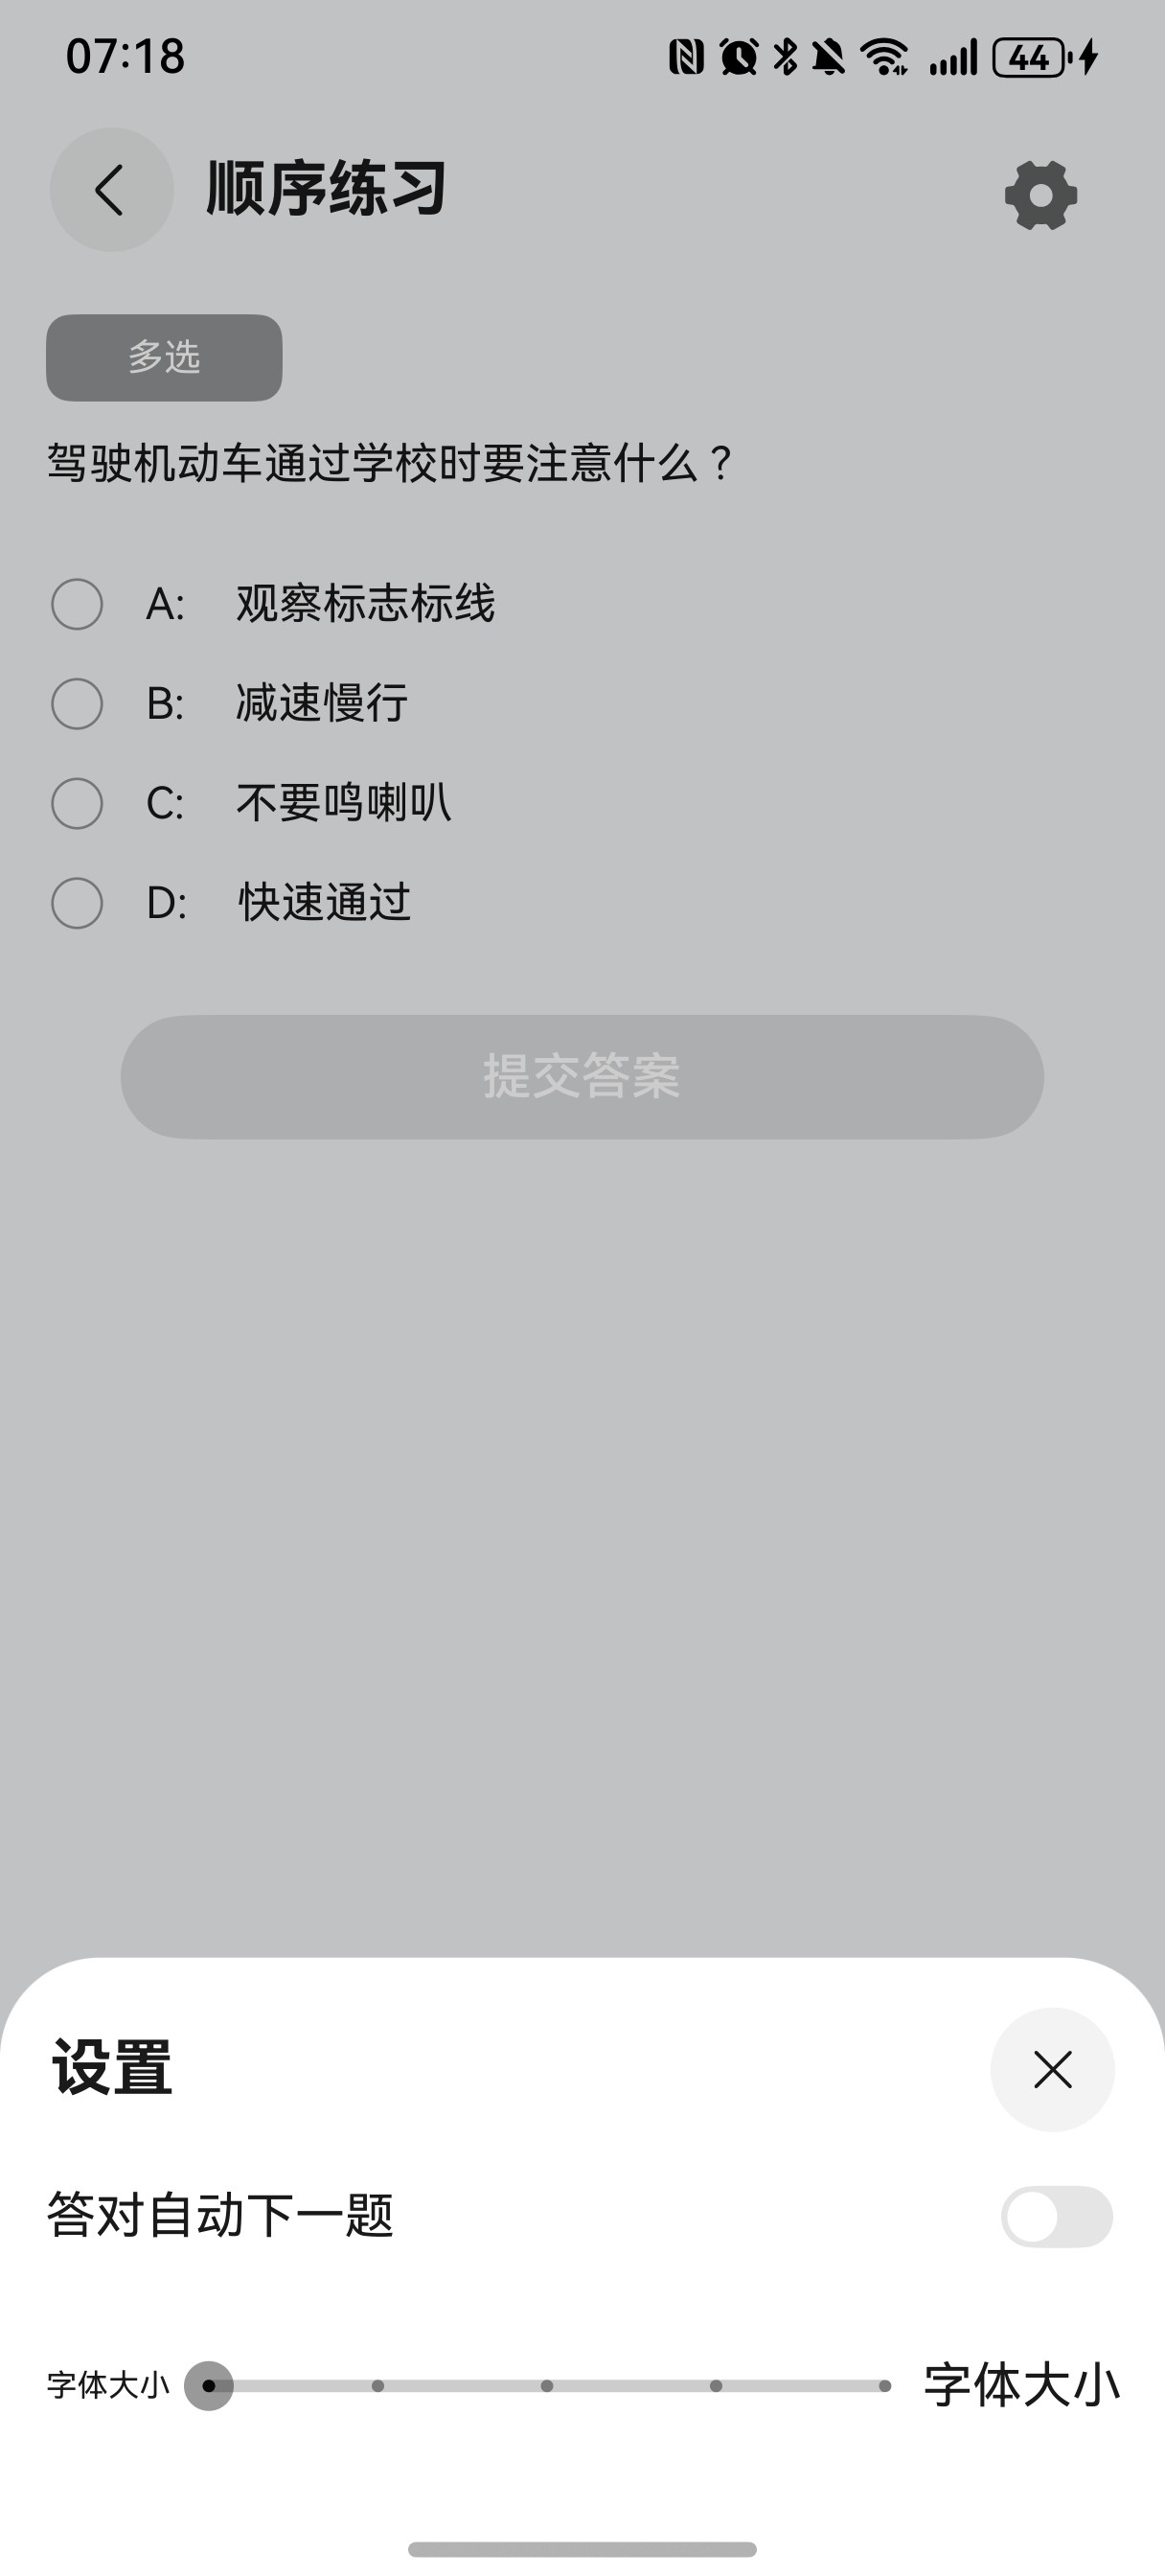 07:18
44
顺序练习
多选
驾驶机动车通过学校时要注意什么？
A: 观察标志标线
B: 减速慢行
C: 不要鸣喇叭
D: 快速通过
提交答案
设置
答对自动下一题
字体大小 字体大小